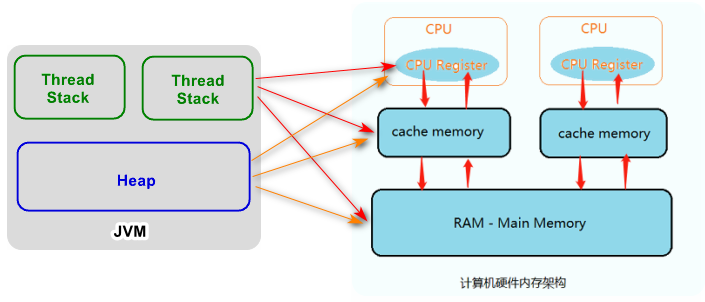 Thread
Stack
Thread
Stack
Heap
JVM
CPU
CPU Register
cache memory
CPU
CPU Register
cache memory
RAM - Main Memory
计算机硬件内存架构